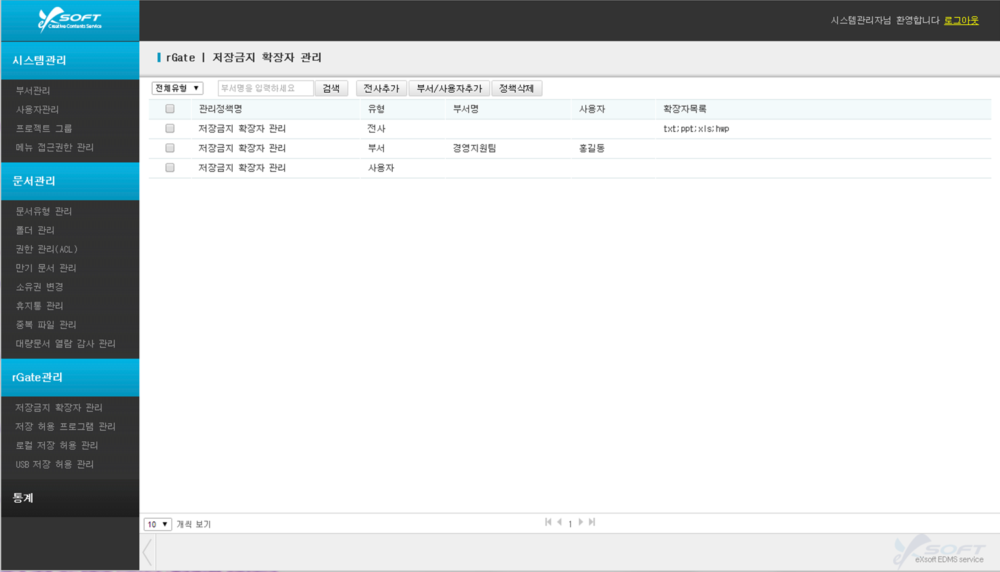 eXSOFT
Creative Contents Service
시스템관리자님 환영합니다 로그아웃
시스템관리
부서관리
사용자관리
프로젝트 그룹
메뉴 접근권한 관리
문서관리
문서유형 관리
폴더 관리
권한 관리(ACL)
만기 문서 관리
소유권 변경
휴지통 관리
중복 파일 관리
대량문서 열람 감사 관리
rGate관리
저장금지 확장자 관리
저장 허용 프로그램 관리
로컬 저장 허용 관리
USB 저장 허용 관리
통계
rGate | 저장금지 확장자 관리
전체유형 ▼ 부서명을 입력하세요 검색 전사추가 부서/사용자추가 정책삭제
관리정책명 유형 부서명 사용자 확장자목록
저장금지 확장자 관리 전사 txt;ppt;xls;hwp
저장금지 확장자 관리 부서 경영지원팀 홍길동
저장금지 확장자 관리 사용자
10 ▼ 개씩 보기 1
eXSOFT
eXsoft EDMS service